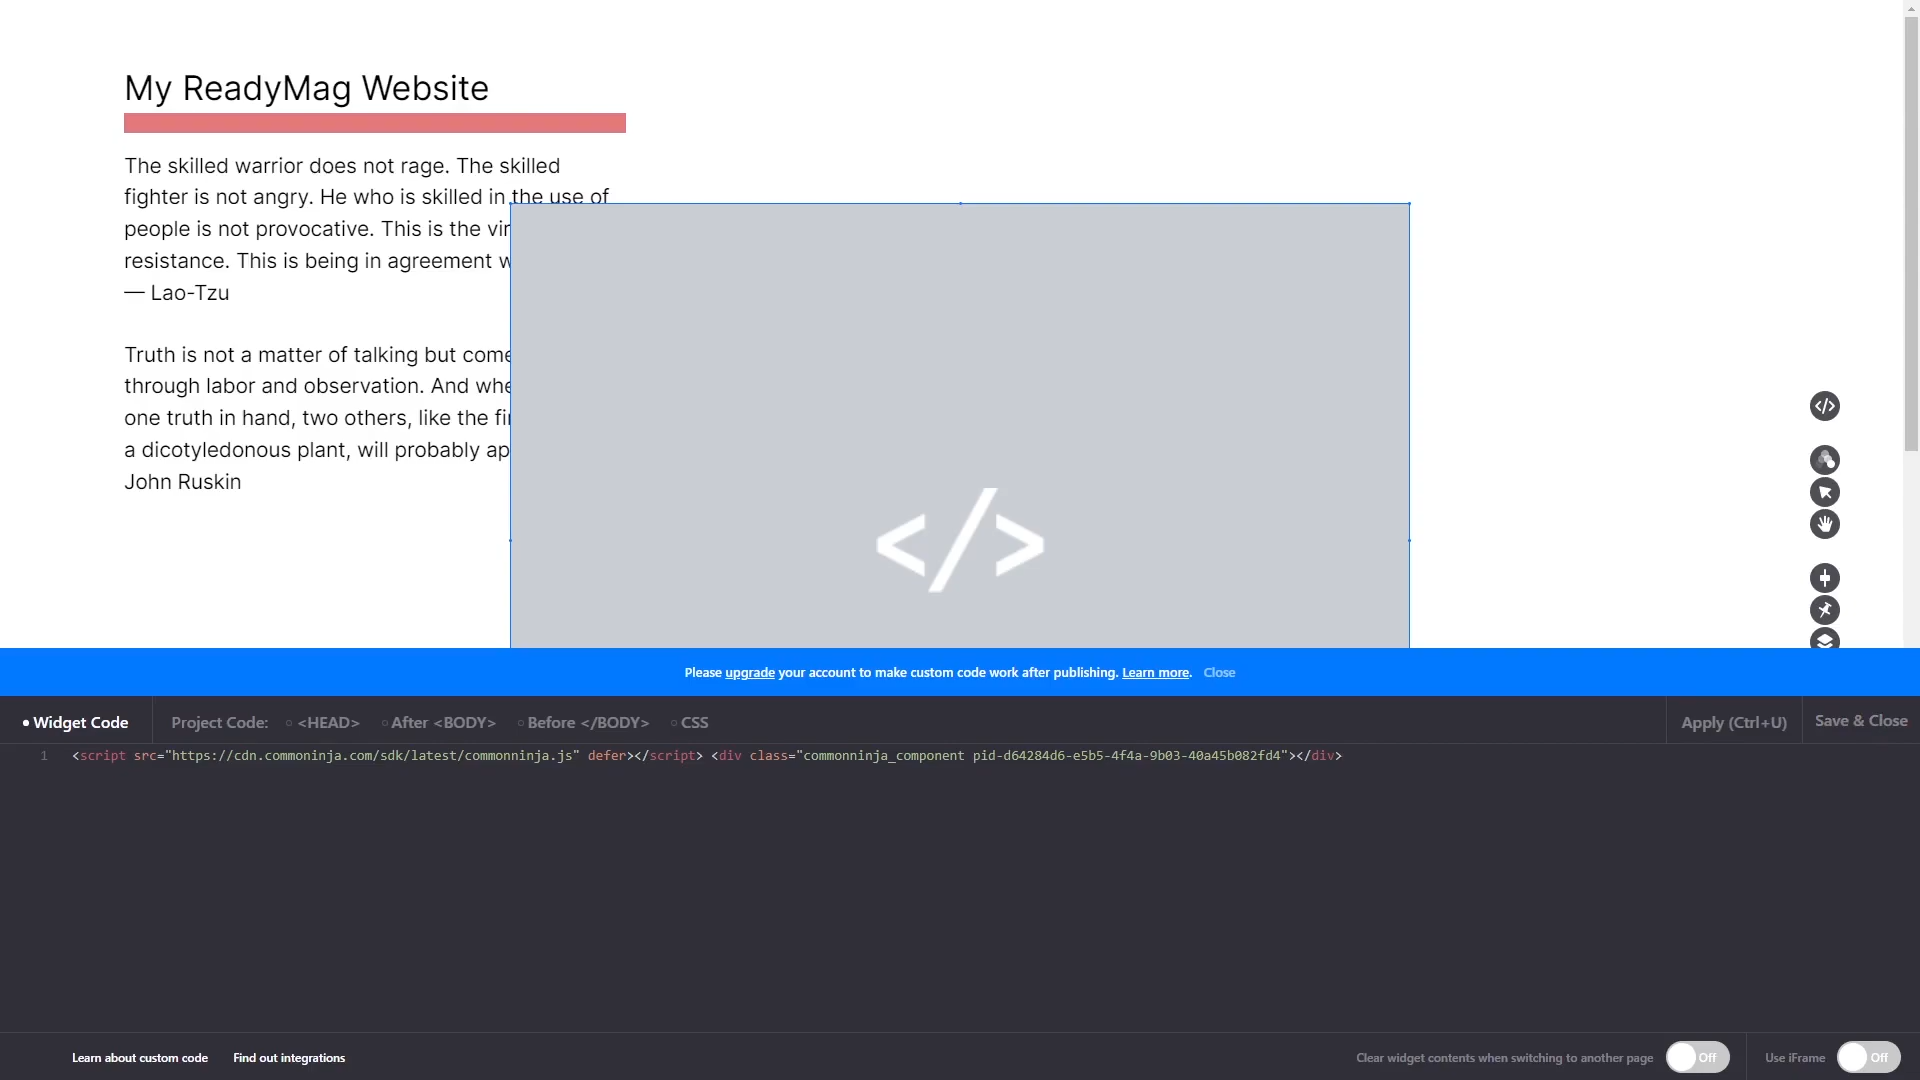 My ReadyMag Website
The skilled warrior does not rage. The skilled
fighter is not angry. He who is skilled in the use of
people is not provocative. This is the
resistance. This is being in agreement
— Lao-Tzu
Truth is not a matter of talking but
through labor and observation. And
one truth in hand, two others, like the
a dicotyledonous plant, will probably
John Ruskin
</>
</>
Please upgrade your account to make custom code work after publishing. Learn more. Close
Widget Code Project Code: <HEAD> After <BODY> Before </BODY> CSS Apply (Ctrl+U) Save & Close
1 <script src="https://cdn.commoninja.com/sdk/latest/commonninja.js" defer></script> <div class="commonninja_component pid-d64284d6-e5b5-4f4a-9b03-40a45b082fd4"></div>
Learn about custom code Find out integrations Clear widget contents when switching to another page Off Use iFrame Off